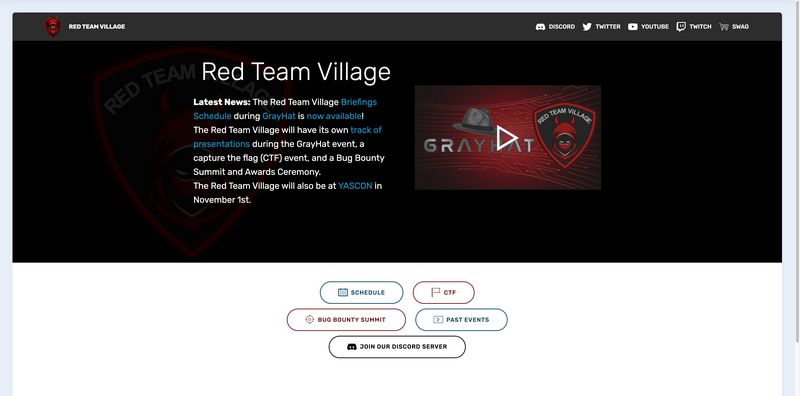 RED TEAM VILLAGE
DISCORD
TWITTER
YOUTUBE
TWITCH
SWAG
RED TEAM VILLAGE
Red Team Village
Latest News: The Red Team Village Briefings
Schedule during GrayHat is now available!
The Red Team Village will have its own track of
presentations during the GrayHat event, a
capture the flag (CTF) event, and a Bug Bounty
Summit and Awards Ceremony.
The Red Team Village will also be at YASCON in
November 1st.
GRAYHAT
RED TEAM VILLAGE
SCHEDULE
CTF
BUG BOUNTY SUMMIT
PAST EVENTS
JOIN OUR DISCORD SERVER